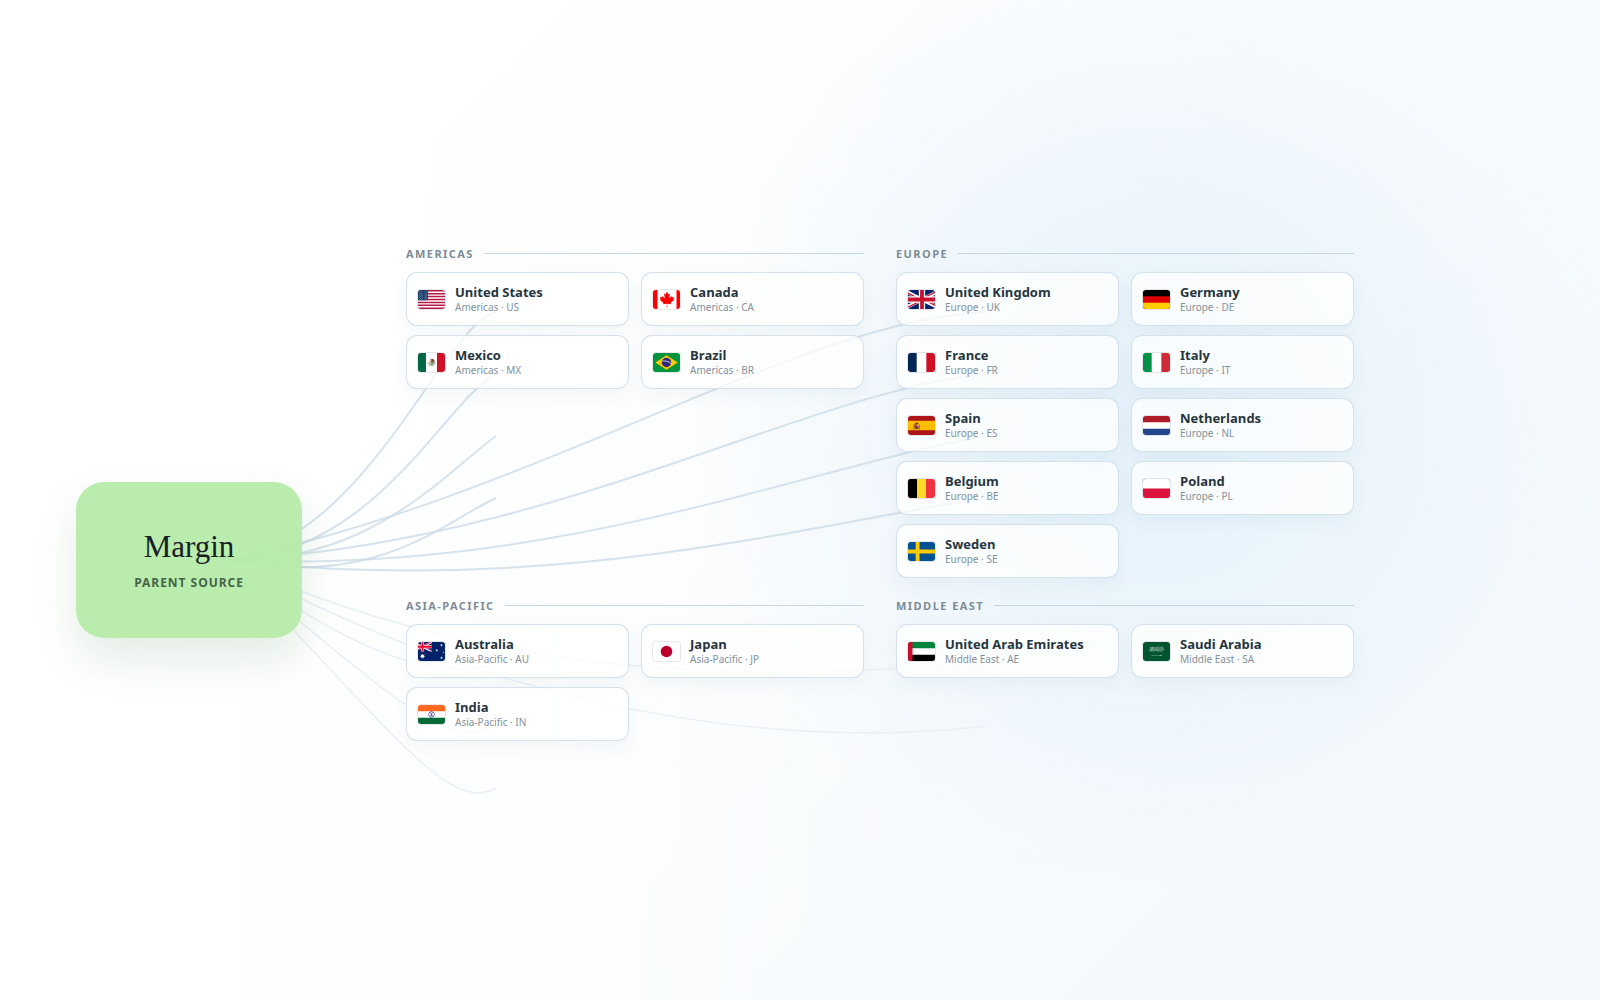 Margin
PARENT SOURCE
AMERICAS
United States
Americas · US
Canada
Americas · CA
Mexico
Americas · MX
Brazil
Americas · BR
EUROPE
United Kingdom
Europe · UK
Germany
Europe · DE
France
Europe · FR
Italy
Europe · IT
Spain
Europe · ES
Netherlands
Europe · NL
Belgium
Europe · BE
Poland
Europe · PL
Sweden
Europe · SE
ASIA-PACIFIC
Australia
Asia-Pacific · AU
Japan
Asia-Pacific · JP
India
Asia-Pacific · IN
MIDDLE EAST
United Arab Emirates
Middle East · AE
Saudi Arabia
Middle East · SA